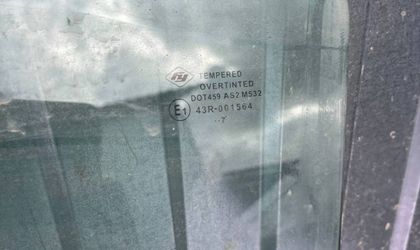 TEMPERED
OVERTINTED
DOT459 AS2 M532
E1 43R-001564